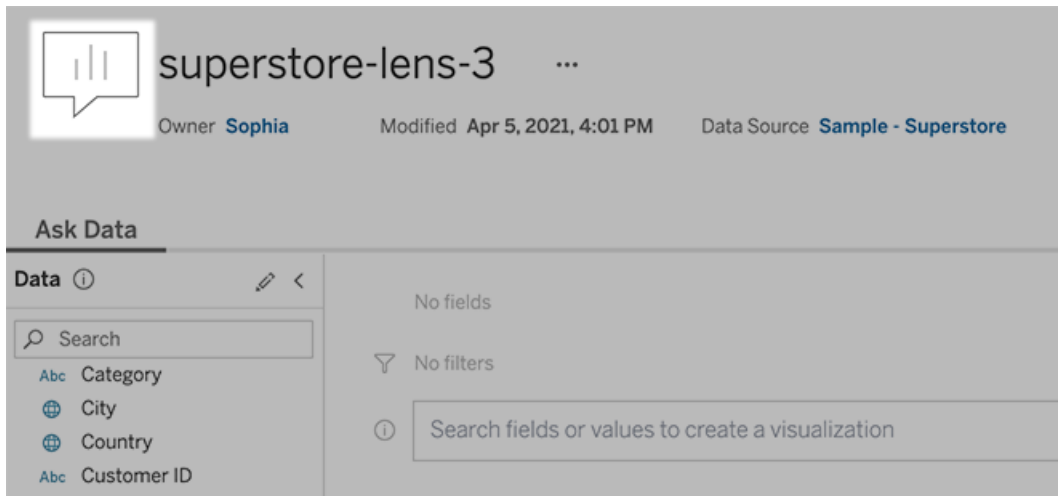 superstore-lens-3 ...
Owner Sophia Modified Apr 5, 2021, 4:01 PM Data Source Sample - Superstore
Ask Data
Data
Search
Abc Category
City
Country
Abc Customer ID
No fields
No filters
Search fields or values to create a visualization